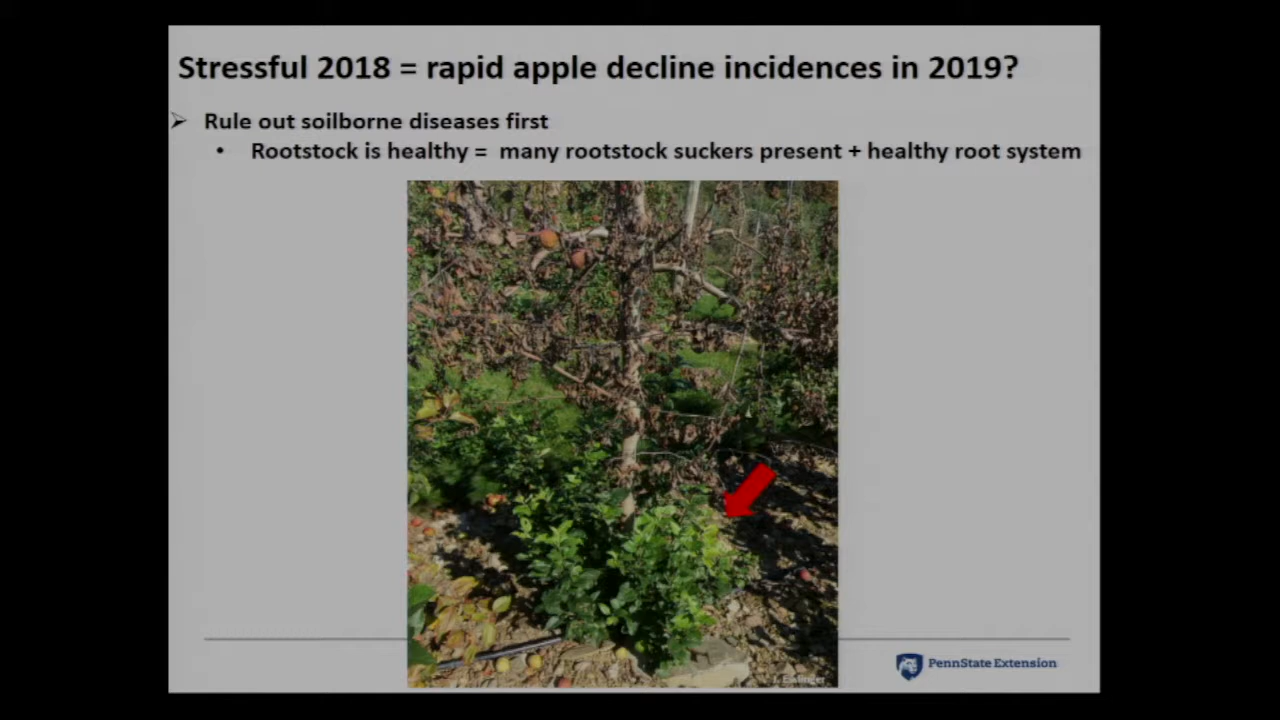 Stressful 2018 = rapid apple decline incidences in 2019?
➢ Rule out soilborne diseases first
• Rootstock is healthy = many rootstock suckers present + healthy root system
J. Esslinger
PennState Extension